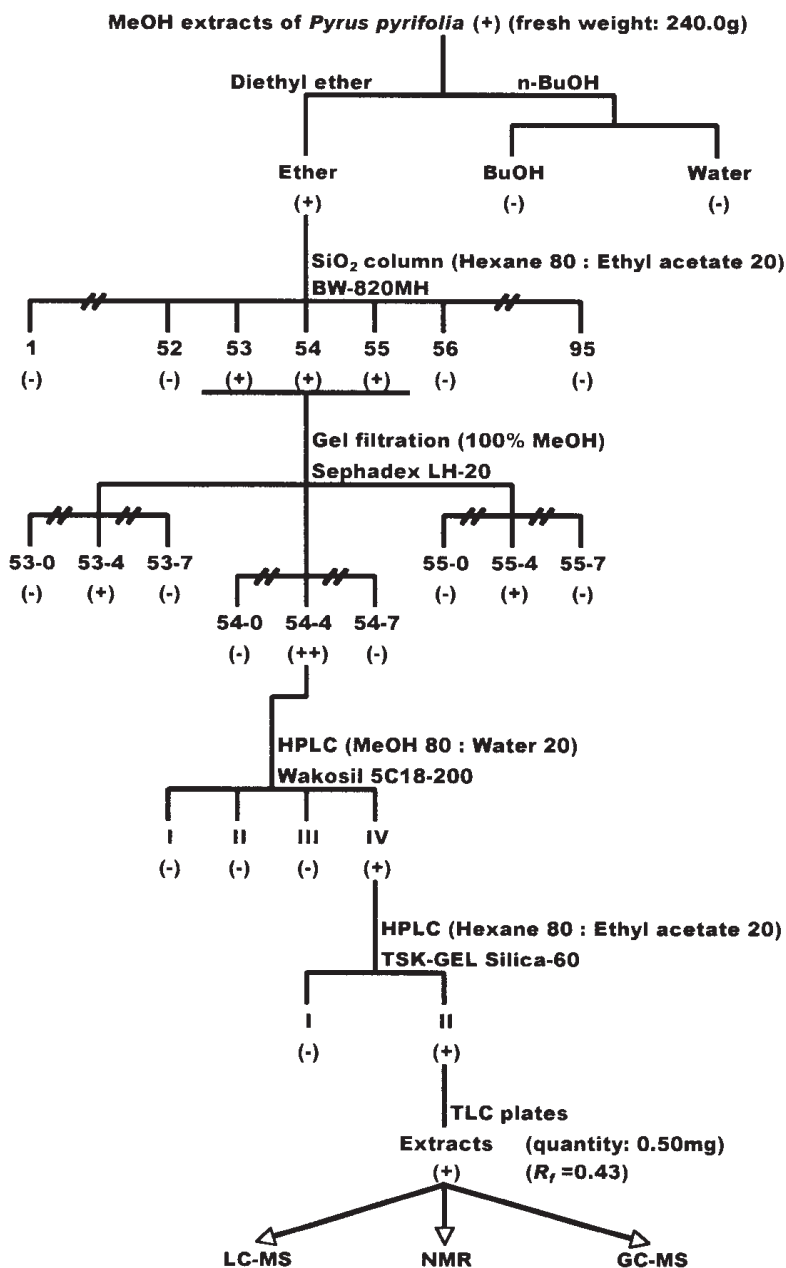 MeOH extracts of Pyrus pyrifolia (+) (fresh weight: 240.0g)
Diethyl ether n-BuOH
Ether BuOH Water
(+) (-) (-)
SiO₂ column (Hexane 80 : Ethyl acetate 20)
BW-820MH
1 52 53 54 55 56 95
(-) (-) (+) (+) (+) (-) (-)
Gel filtration (100% MeOH)
Sephadex LH-20
53-0 53-4 53-7 55-0 55-4 55-7
(-) (+) (-) (-) (+) (-)
54-0 54-4 54-7
(-) (++) (-)
HPLC (MeOH 80 : Water 20)
Wakosil 5C18-200
I II III IV
(-) (-) (-) (+)
HPLC (Hexane 80 : Ethyl acetate 20)
TSK-GEL Silica-60
I II
(-) (+)
TLC plates
Extracts (quantity: 0.50mg)
(+) (Rf =0.43)
LC-MS NMR GC-MS